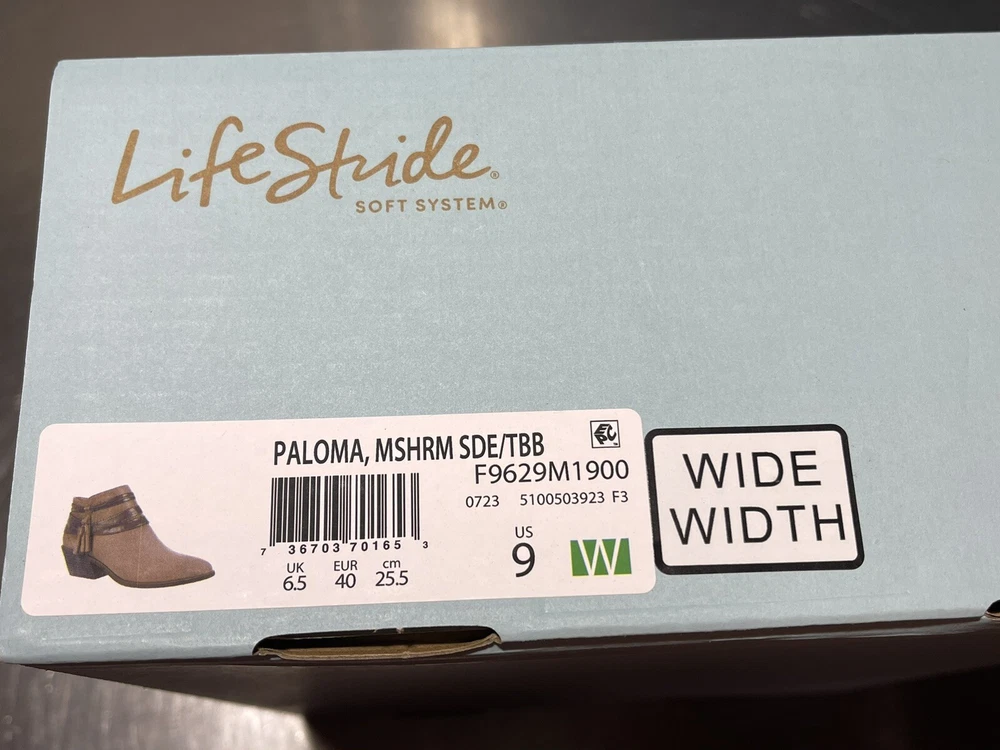 LifeStride®
SOFT SYSTEM®
PALOMA, MSHRM SDE/TBB
F9629M1900
0723 5100503923 F3
7 36703 70165 3
UK
6.5
EUR
40
cm
25.5
US
9
W
WIDE
WIDTH